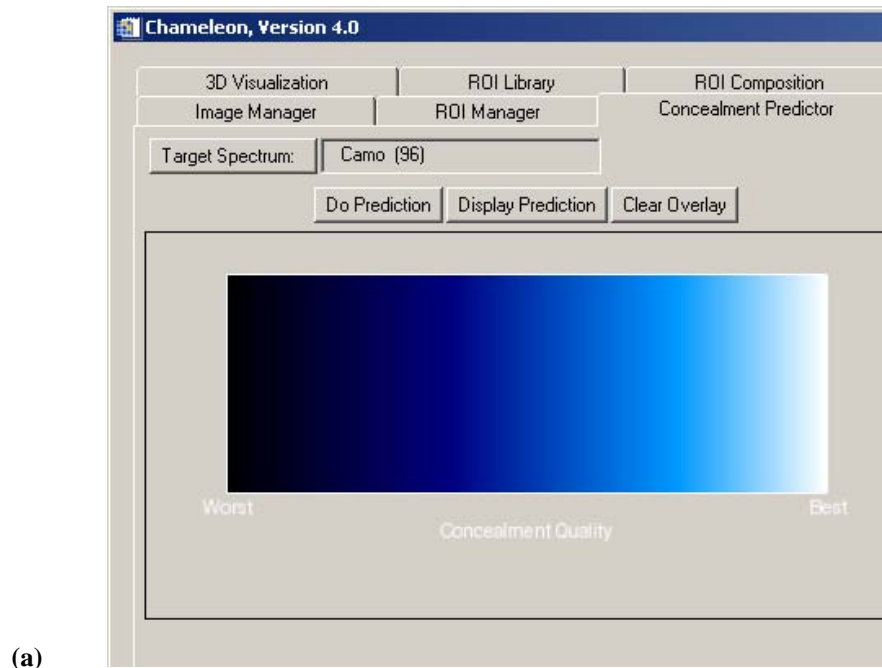 Chameleon, Version 4.0
3D Visualization ROI Library ROI Composition
Image Manager ROI Manager Concealment Predictor
Target Spectrum: Camo (96)
Do Prediction Display Prediction Clear Overlay
Worst Best
Concealment Quality
(a)